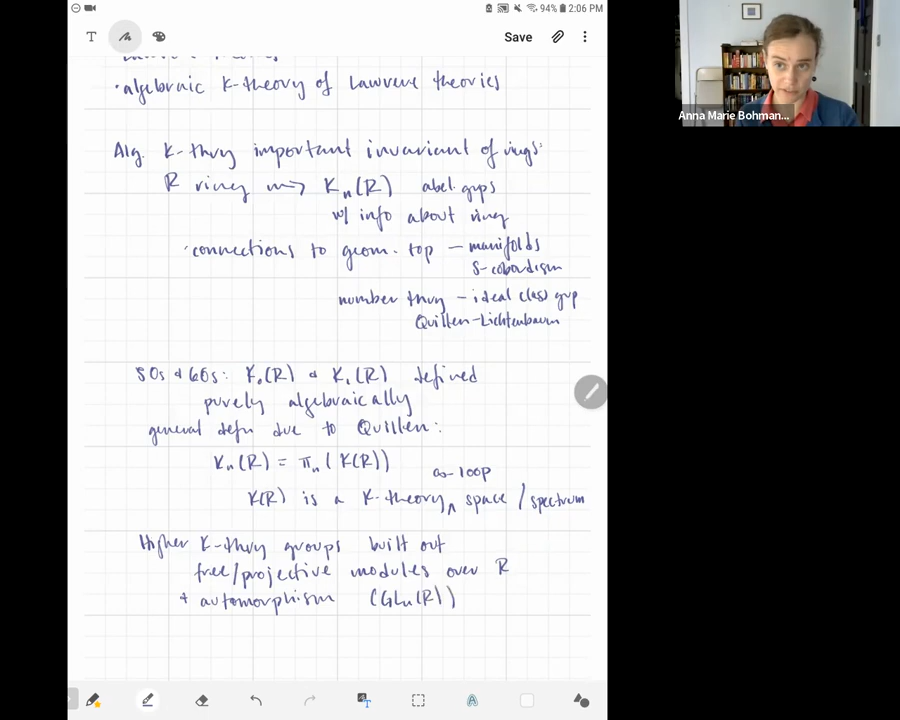 94% 2:06 PM
T
Save
· algebraic K-theory of Lawvere theories
Alg. K-thry important invariant of rings:
R ring ⟿ Kn(R) abel. gps
w/ info about ring
· connections to geom. top — manifolds
s-cobordism
number thry — ideal class grp
Quillen-Lichtenbaum
50s + 60s: K₀(R) + K₁(R) defined
purely algebraically
general defn due to Quillen:
Kn(R) = πn(K(R))
∞-loop
K(R) is a K-theory ∧ space / spectrum
Higher K-thry groups built out
free/projective modules over R
+ automorphism (GLn(R))
Anna Marie Bohman...